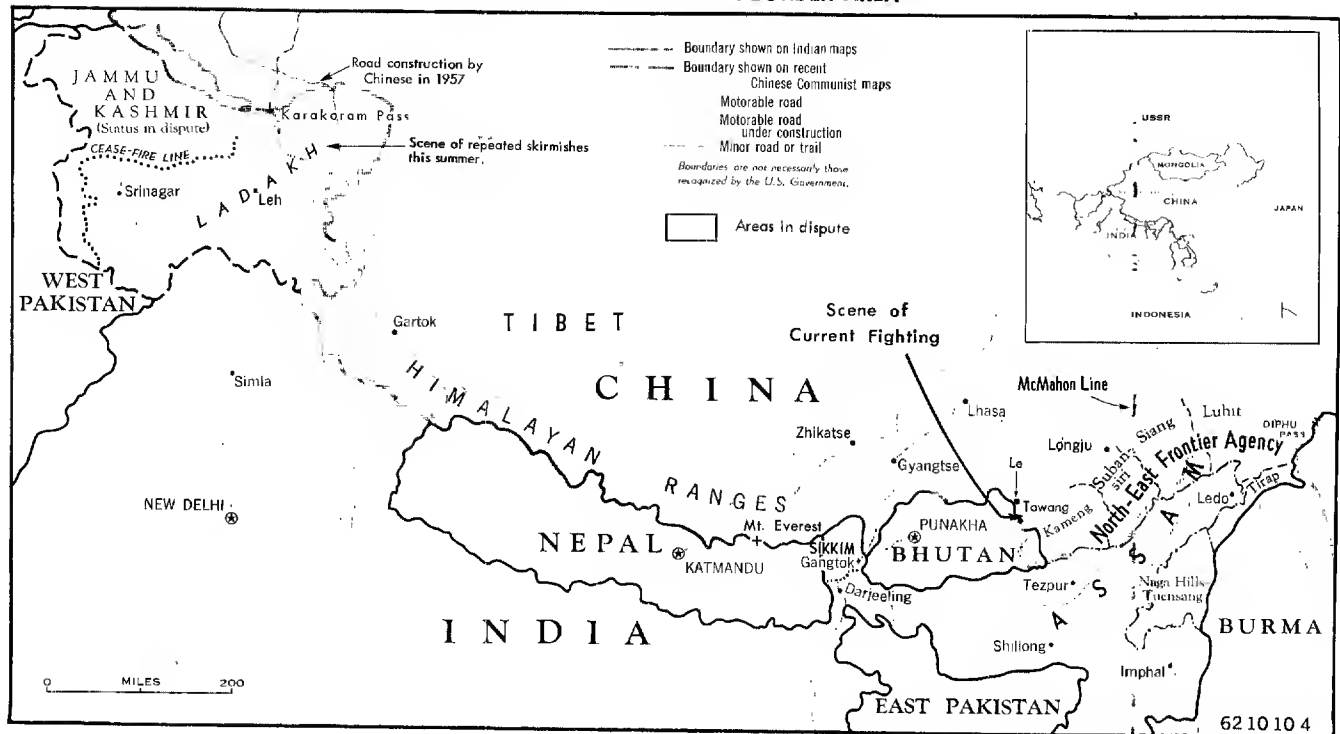 JAMMU
AND
KASHMIR
(Status in dispute)
CEASE-FIRE LINE
Srinagar
LADAKH
Leh
WEST
PAKISTAN
Road construction by
Chinese in 1957
Karakoram Pass
Scene of repeated skirmishes
this summer.
Boundary shown on Indian maps
Boundary shown on recent
Chinese Communist maps
Motorable road
Motorable road
under construction
Minor road or trail
Boundaries are not necessarily those
recognized by the U.S. Government.
Areas in dispute
USSR
MONGOLIA
CHINA
JAPAN
INDIA
INDONESIA
Gartok
TIBET
Simla
HIMALAYAN RANGES
CHINA
Scene of
Current Fighting
McMahon Line
Lhasa
Zhikatse
Gyangtse
Longju
Le
Tawang
Kameng
Subansiri
Siang
Luhit
DIPHU
PASS
North-East Frontier Agency
Ledo
Tirap
NEW DELHI
NEPAL
KATMANDU
Mt. Everest
SIKKIM
Gangtok
Darjeeling
PUNAKHA
BHUTAN
Tezpur
ASSAM
Naga Hills-
Tuensang
BURMA
INDIA
Shillong
Imphal
EAST PAKISTAN
0 MILES 200
62 10 10 4